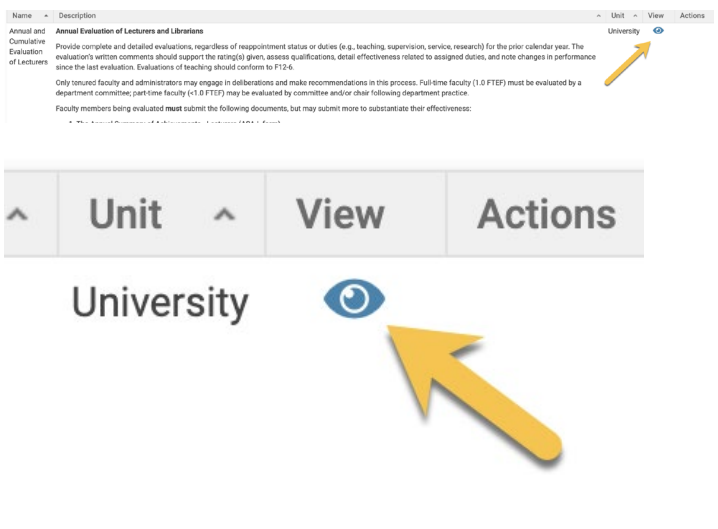 Name Description Unit View Actions
Annual and Cumulative Evaluation of Lecturers
Annual Evaluation of Lecturers and Librarians
University
Provide complete and detailed evaluations, regardless of reappointment status or duties (e.g., teaching, supervision, service, research) for the prior calendar year. The
evaluation's written comments should support the rating(s) given, assess qualifications, detail effectiveness related to assigned duties, and note changes in performance
since the last evaluation. Evaluations of teaching should conform to F12-6.
Only tenured faculty and administrators may engage in deliberations and make recommendations in this process. Full-time faculty (1.0 FTEF) must be evaluated by a
department committee; part-time faculty (<1.0 FTEF) may be evaluated by committee and/or chair following department practice.
Faculty members being evaluated must submit the following documents, but may submit more to substantiate their effectiveness:
Unit View Actions
University